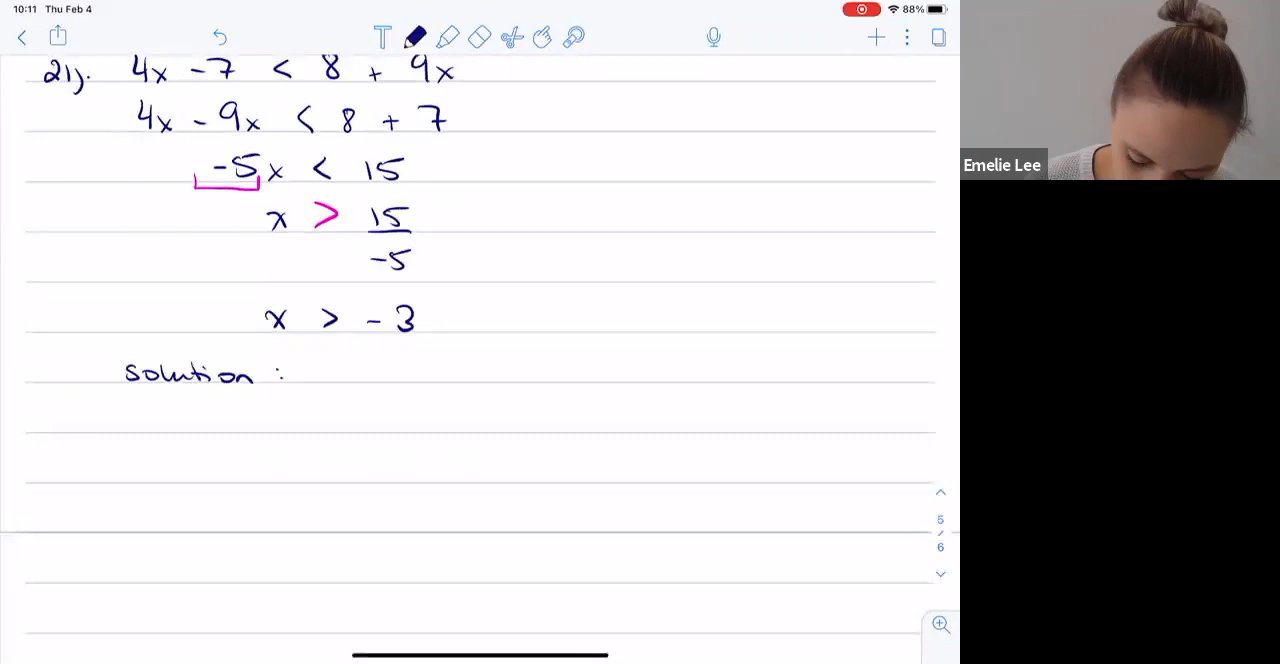 10:11 Thu Feb 4
88%
21). 4x - 7 < 8 + 9x
4x - 9x < 8 + 7
-5x < 15
x > 15
-5
x > -3
solution :
5
6
Emelie Lee